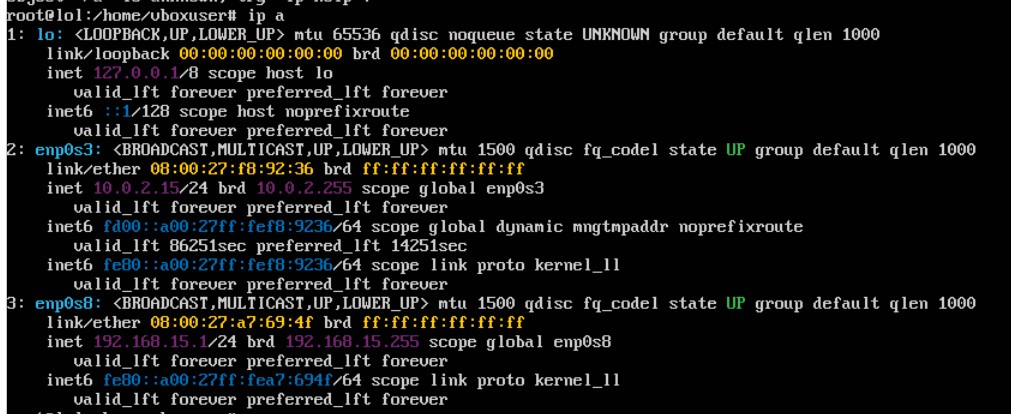 root@lol:/home/vboxuser# ip a
1: lo: <LOOPBACK,UP,LOWER_UP> mtu 65536 qdisc noqueue state UNKNOWN group default qlen 1000
link/loopback 00:00:00:00:00:00 brd 00:00:00:00:00:00
inet 127.0.0.1/8 scope host lo
valid_lft forever preferred_lft forever
inet6 ::1/128 scope host noprefixroute
valid_lft forever preferred_lft forever
2: enp0s3: <BROADCAST,MULTICAST,UP,LOWER_UP> mtu 1500 qdisc fq_codel state UP group default qlen 1000
link/ether 08:00:27:f8:92:36 brd ff:ff:ff:ff:ff:ff
inet 10.0.2.15/24 brd 10.0.2.255 scope global enp0s3
valid_lft forever preferred_lft forever
inet6 fd00::a00:27ff:fef8:9236/64 scope global dynamic mngtmpaddr noprefixroute
valid_lft 86251sec preferred_lft 14251sec
inet6 fe80::a00:27ff:fef8:9236/64 scope link proto kernel_ll
valid_lft forever preferred_lft forever
3: enp0s8: <BROADCAST,MULTICAST,UP,LOWER_UP> mtu 1500 qdisc fq_codel state UP group default qlen 1000
link/ether 08:00:27:a7:69:4f brd ff:ff:ff:ff:ff:ff
inet 192.168.15.1/24 brd 192.168.15.255 scope global enp0s8
valid_lft forever preferred_lft forever
inet6 fe80::a00:27ff:fea7:694f/64 scope link proto kernel_ll
valid_lft forever preferred_lft forever